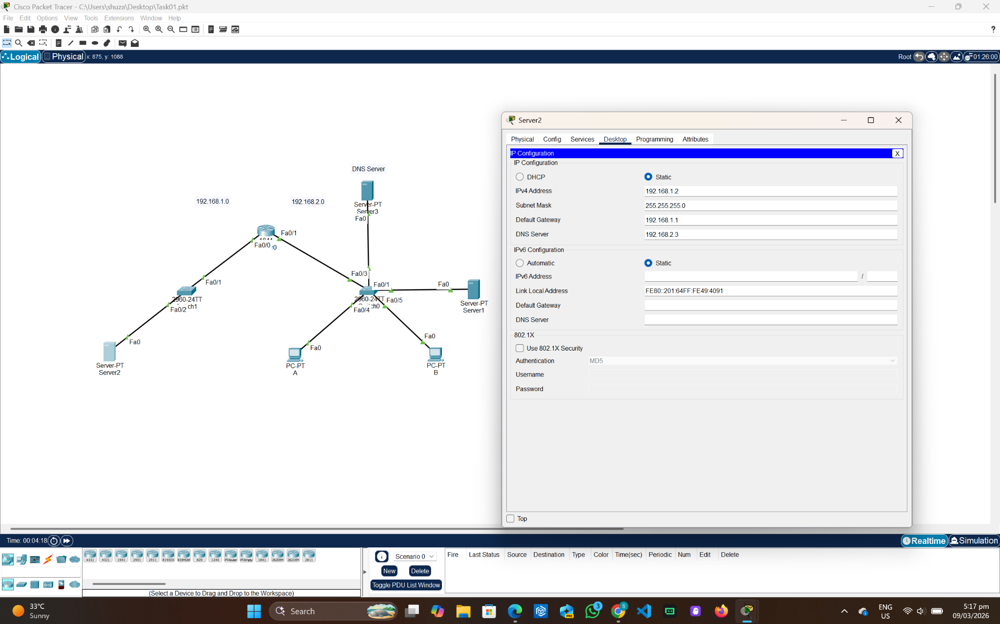 Cisco Packet Tracer - C:\Users\shuza\Desktop\Task01.pkt
File Edit Options View Tools Extensions Window Help
?
Logical Physical x: 875, y: 1088 Root 01:26:00
DNS Server
192.168.1.0
192.168.2.0
Server-PT
Server3
Fa0
Fa0/1
1841
Fa0/0 r0
Fa0/3
Fa0/1
Fa0/1
Fa0
2960-24TT
ch1
Fa0/2
2960-24TT
Fa0/5
Switch0
Fa0/4
Server-PT
Server1
Fa0
Fa0
Fa0
Server-PT
Server2
PC-PT
A
PC-PT
B
Server2
Physical Config Services Desktop Programming Attributes
IP Configuration X
IP Configuration
DHCP Static
IPv4 Address 192.168.1.2
Subnet Mask 255.255.255.0
Default Gateway 192.168.1.1
DNS Server 192.168.2.3
IPv6 Configuration
Automatic Static
IPv6 Address /
Link Local Address FE80::201:64FF:FE49:4091
Default Gateway
DNS Server
802.1X
Use 802.1X Security
Authentication MD5
Username
Password
Top
Time: 00:04:18 Realtime Simulation
4331 4321 1941 2901 2911 819IOX 819HGW 829 1240 PT-Router PT-Empty 1841 2620XM 2621XM 2811
(Select a Device to Drag and Drop to the Workspace)
Scenario 0
New Delete
Toggle PDU List Window
Fire Last Status Source Destination Type Color Time(sec) Periodic Num Edit Delete
33°C
Sunny
Search
PRE
3
S
ENG
US
5:17 pm
09/03/2026